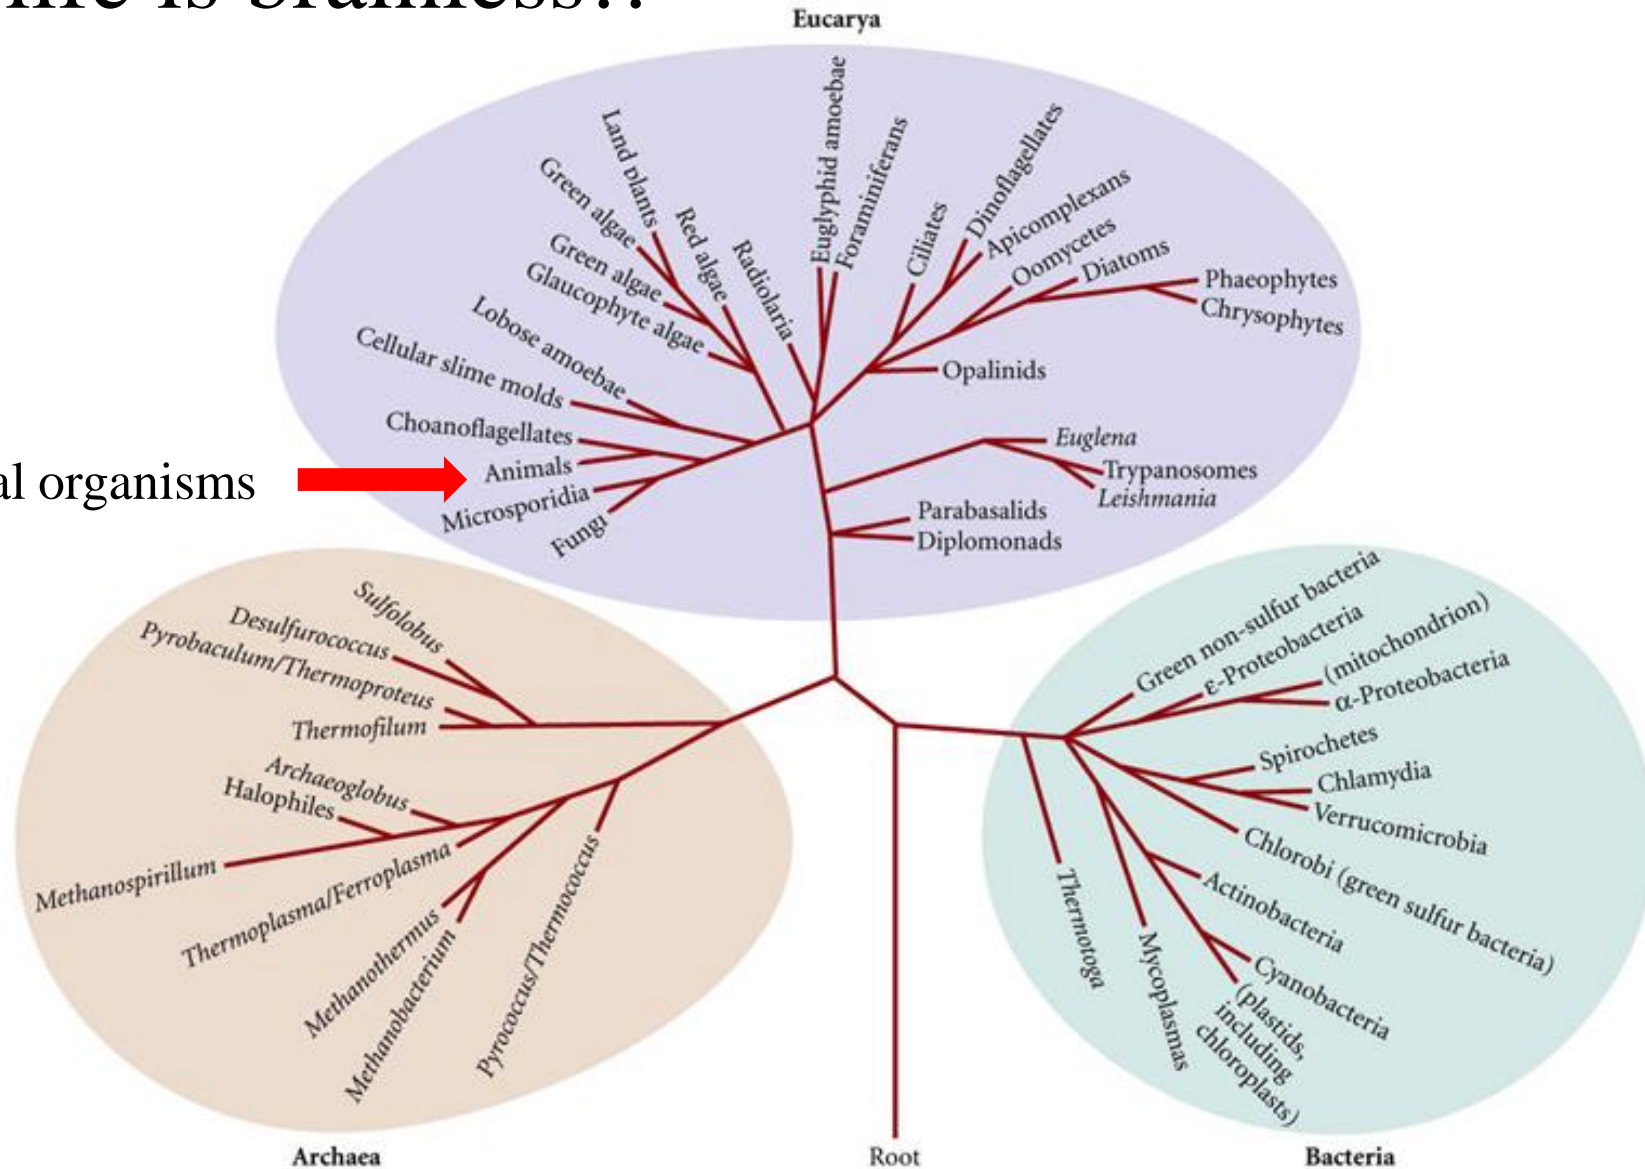 life is brainless??
Eucarya
Land plants
Green algae
Green algae
Glaucophyte algae
Red algae
Radiolaria
Euglyphid amoebae
Foraminiferans
Ciliates
Dinoflagellates
Apicomplexans
Oomycetes
Diatoms
Phaeophytes
Chrysophytes
Opalinids
Lobose amoebae
Cellular slime molds
Choanoflagellates
Animals
Microsporidia
Fungi
al organisms
Euglena
Trypanosomes
Leishmania
Parabasalids
Diplomonads
Sulfolobus
Desulfurococcus
Pyrobaculum/Thermoproteus
Thermofilum
Archaeoglobus
Halophiles
Methanospirillum
Thermoplasma/Ferroplasma
Methanothermus
Methanobacterium
Pyrococcus/Thermococcus
Archaea
Root
Green non-sulfur bacteria
ε-Proteobacteria
(mitochondrion)
α-Proteobacteria
Spirochetes
Chlamydia
Verrucomicrobia
Chlorobi (green sulfur bacteria)
Actinobacteria
Cyanobacteria
(plastids,
including
chloroplasts)
Mycoplasmas
Thermotoga
Bacteria